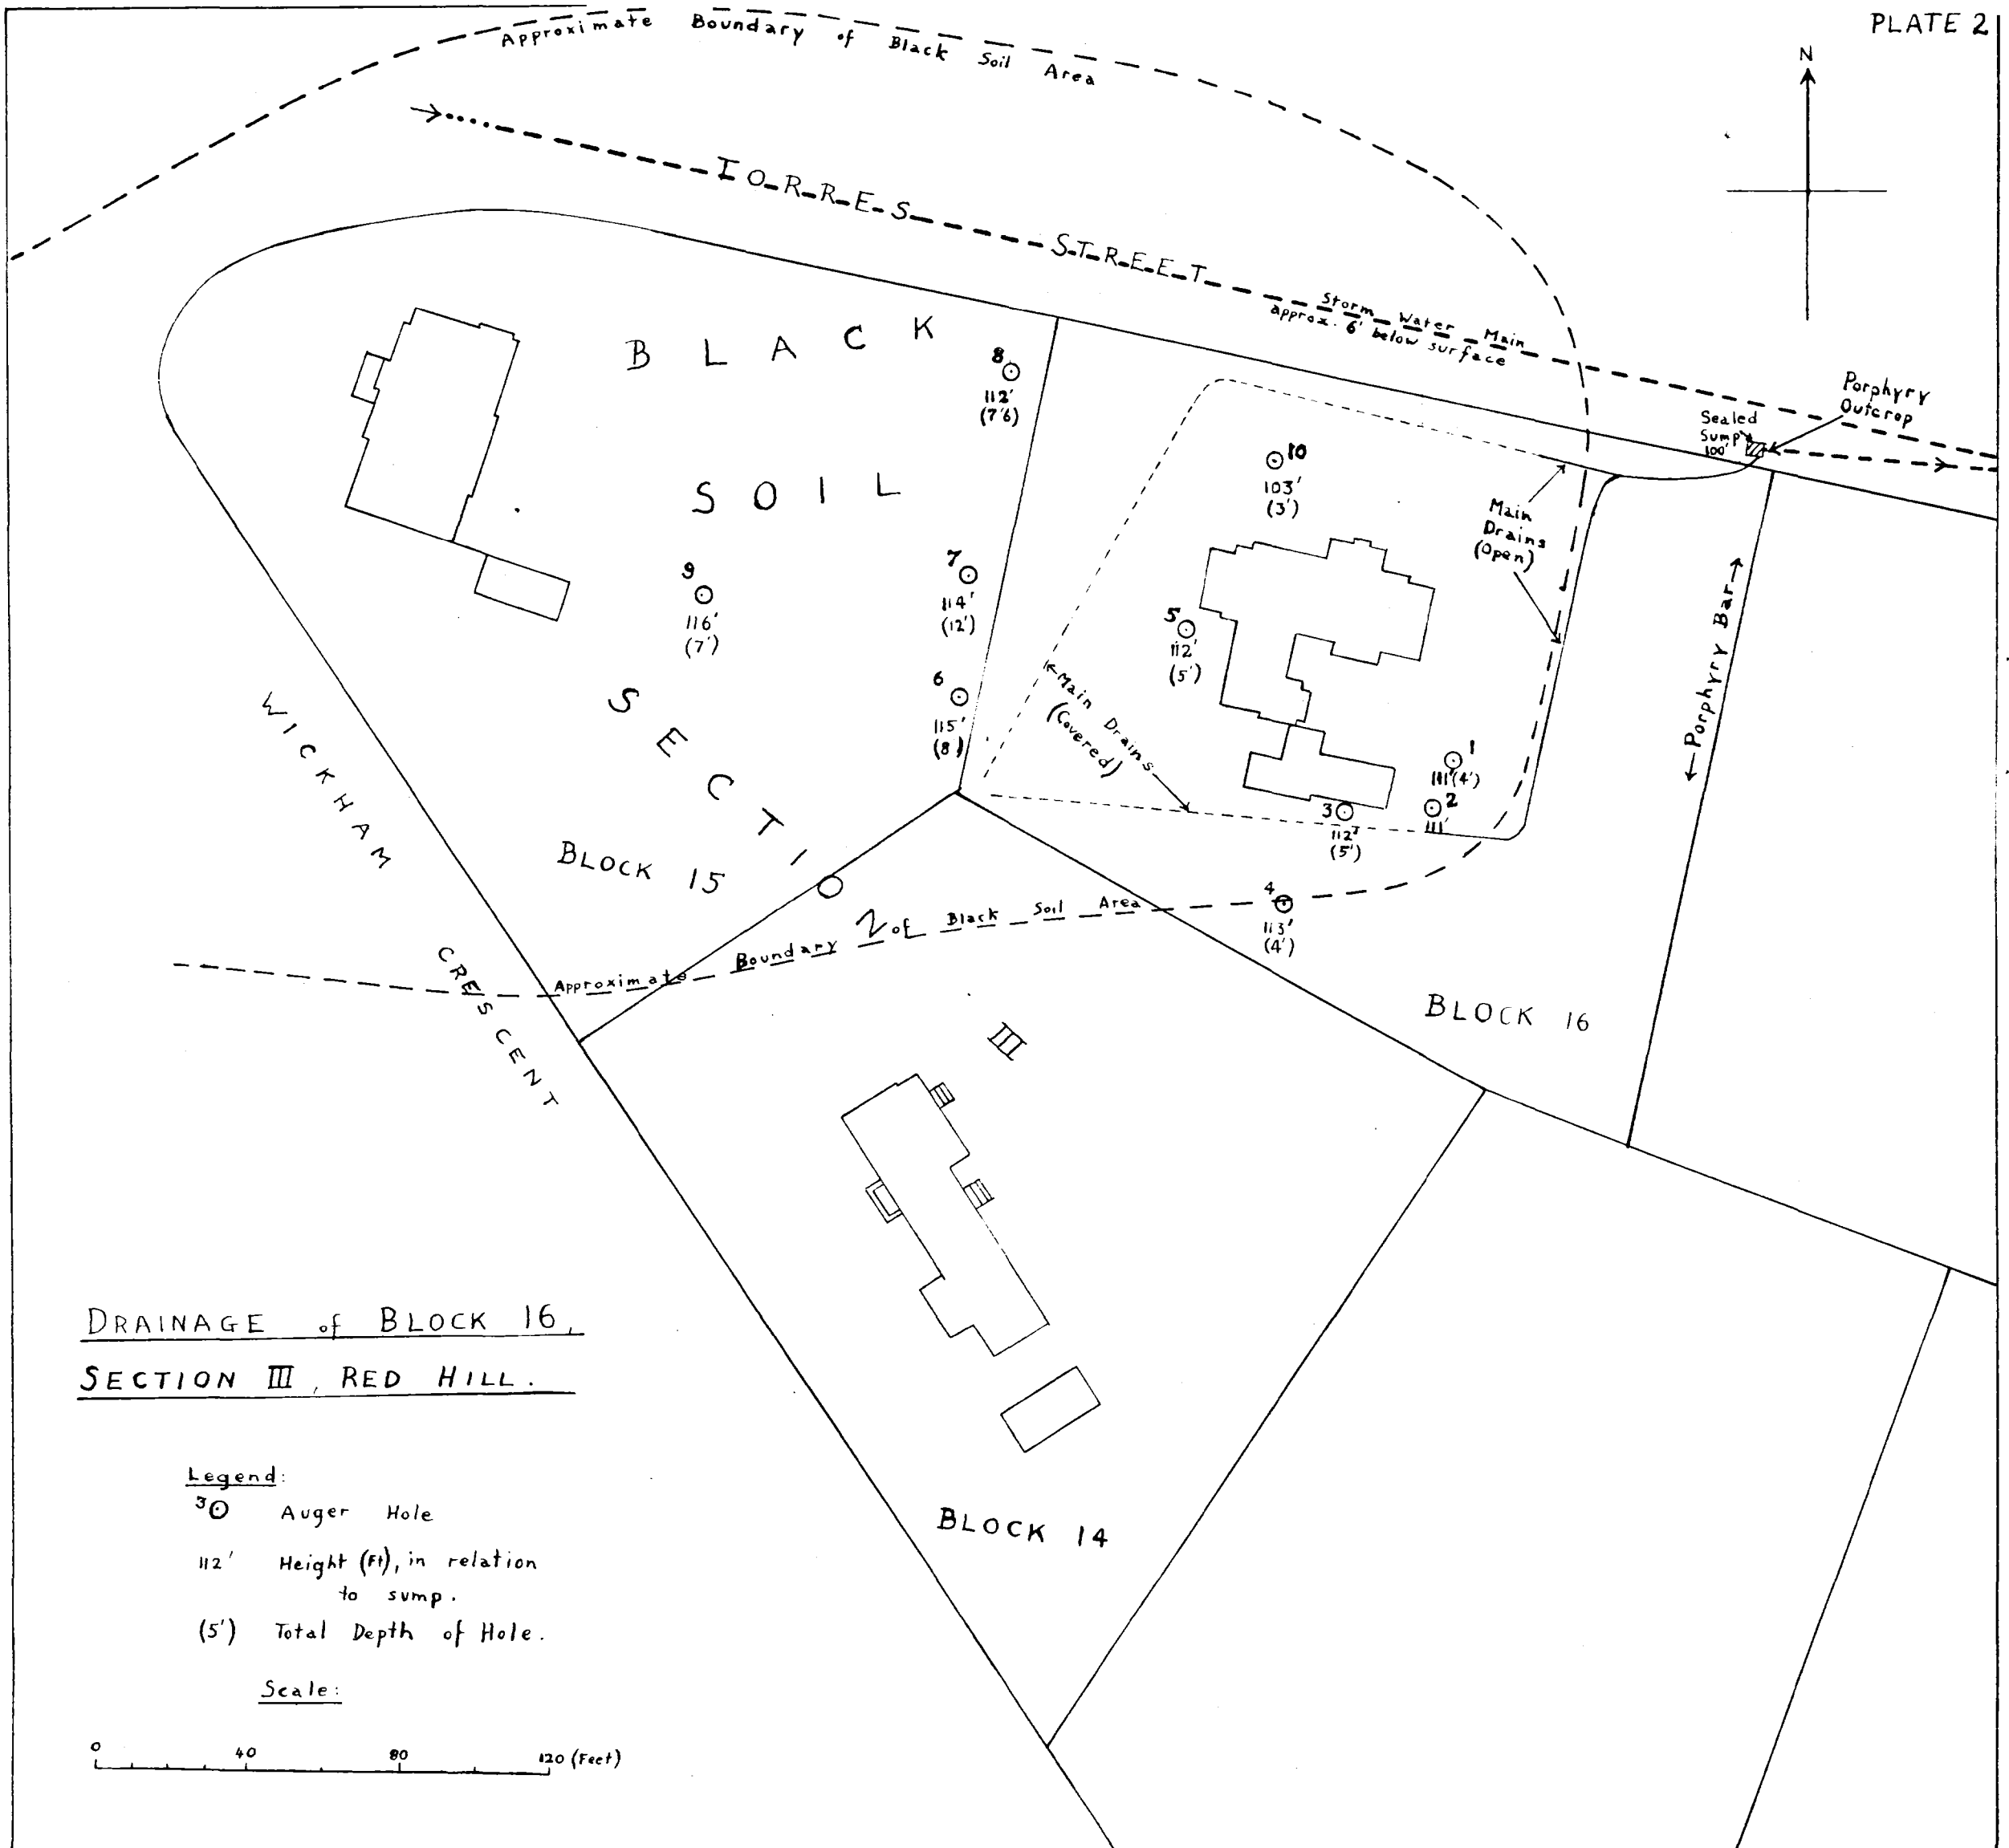 PLATE 2
Approximate Boundary of Black Soil Area
N
TORRES STREET
Storm Water Main
approx. 6' below surface
Porphyry
Outcrop
Sealed
Sump
100'
BLACK
SOIL
8
112'
(7'6)
10
103'
(3')
Main
Drains
(Open)
7
114'
(12')
9
116'
(7')
5
112'
(5')
6
115'
(8)
Main Drains
(Covered)
Porphyry Bar
1
111'(4')
2
111'
3
112'
(5')
4
113'
(4')
WICKHAM
CRESCENT
SECTION
III
BLOCK 15
Approximate Boundary of Black Soil Area
BLOCK 16
BLOCK 14
DRAINAGE of BLOCK 16,
SECTION III, RED HILL.
Legend:
3 Auger Hole
112' Height (Ft), in relation
to sump.
(5') Total Depth of Hole.
Scale:
0 40 80 120 (Feet)